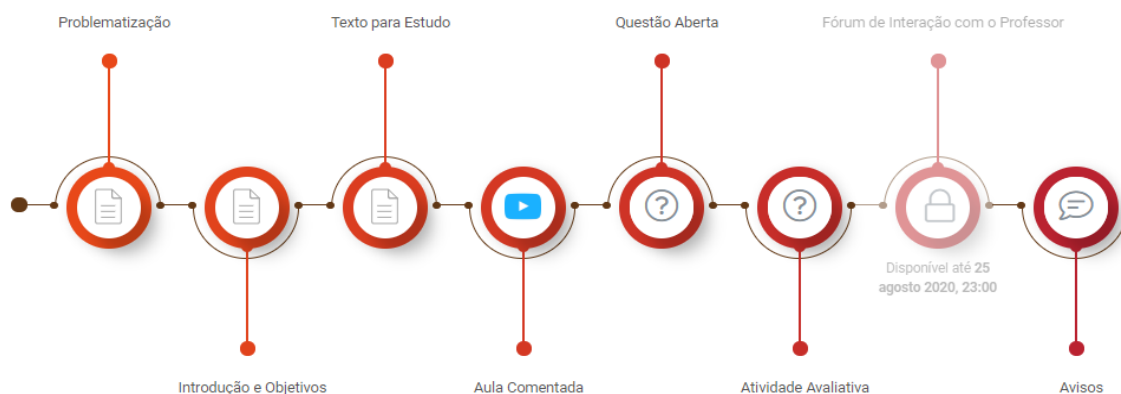 Problematização
Texto para Estudo
Questão Aberta
Fórum de Interação com o Professor
Disponível até 25
agosto 2020, 23:00
Introdução e Objetivos
Aula Comentada
Atividade Avaliativa
Avisos